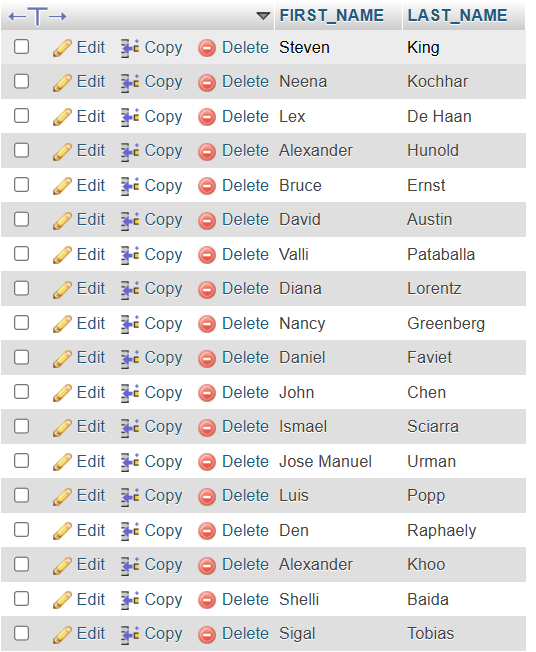 FIRST_NAME LAST_NAME
Edit Copy Delete Steven King
Edit Copy Delete Neena Kochhar
Edit Copy Delete Lex De Haan
Edit Copy Delete Alexander Hunold
Edit Copy Delete Bruce Ernst
Edit Copy Delete David Austin
Edit Copy Delete Valli Pataballa
Edit Copy Delete Diana Lorentz
Edit Copy Delete Nancy Greenberg
Edit Copy Delete Daniel Faviet
Edit Copy Delete John Chen
Edit Copy Delete Ismael Sciarra
Edit Copy Delete Jose Manuel Urman
Edit Copy Delete Luis Popp
Edit Copy Delete Den Raphaely
Edit Copy Delete Alexander Khoo
Edit Copy Delete Shelli Baida
Edit Copy Delete Sigal Tobias